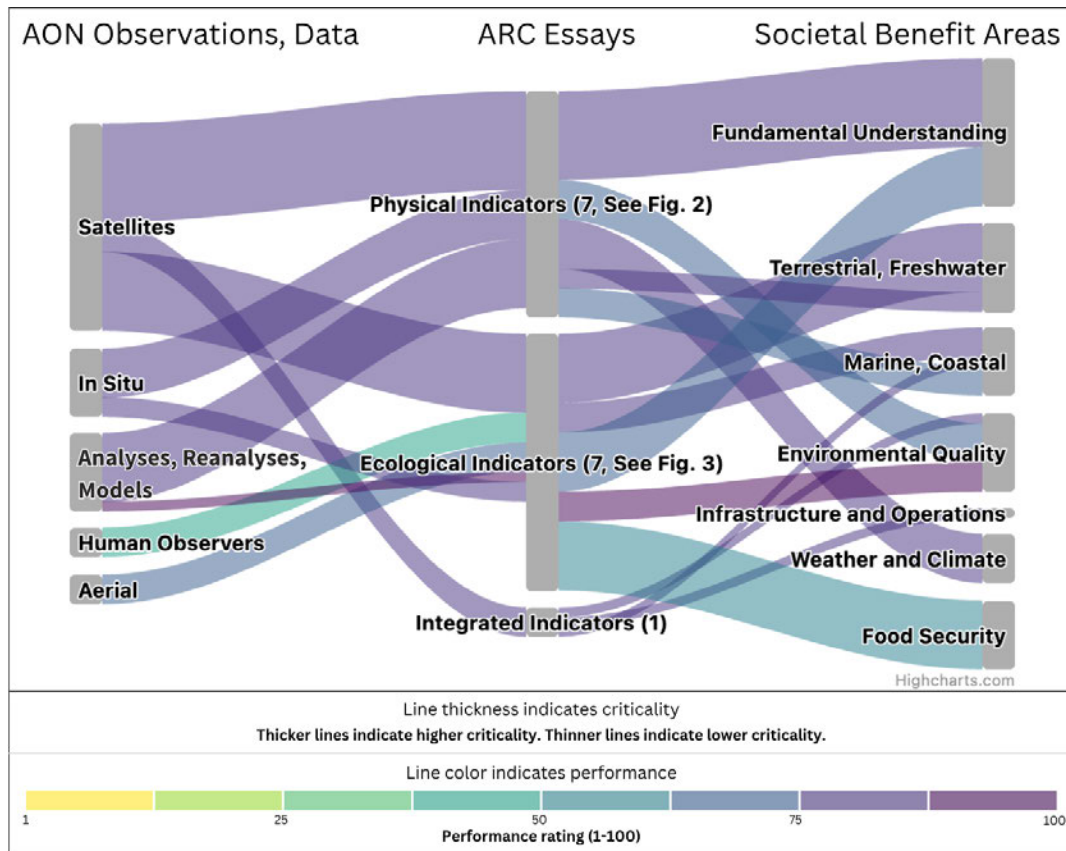 AON Observations, Data
ARC Essays
Societal Benefit Areas
Satellites
In Situ
Analyses, Reanalyses,
Models
Human Observers
Aerial
Physical Indicators (7, See Fig. 2)
Ecological Indicators (7, See Fig. 3)
Integrated Indicators (1)
Fundamental Understanding
Terrestrial, Freshwater
Marine, Coastal
Environmental Quality
Infrastructure and Operations
Weather and Climate
Food Security
Highcharts.com
Line thickness indicates criticality
Thicker lines indicate higher criticality. Thinner lines indicate lower criticality.
Line color indicates performance
1 25 50 75 100
Performance rating (1-100)